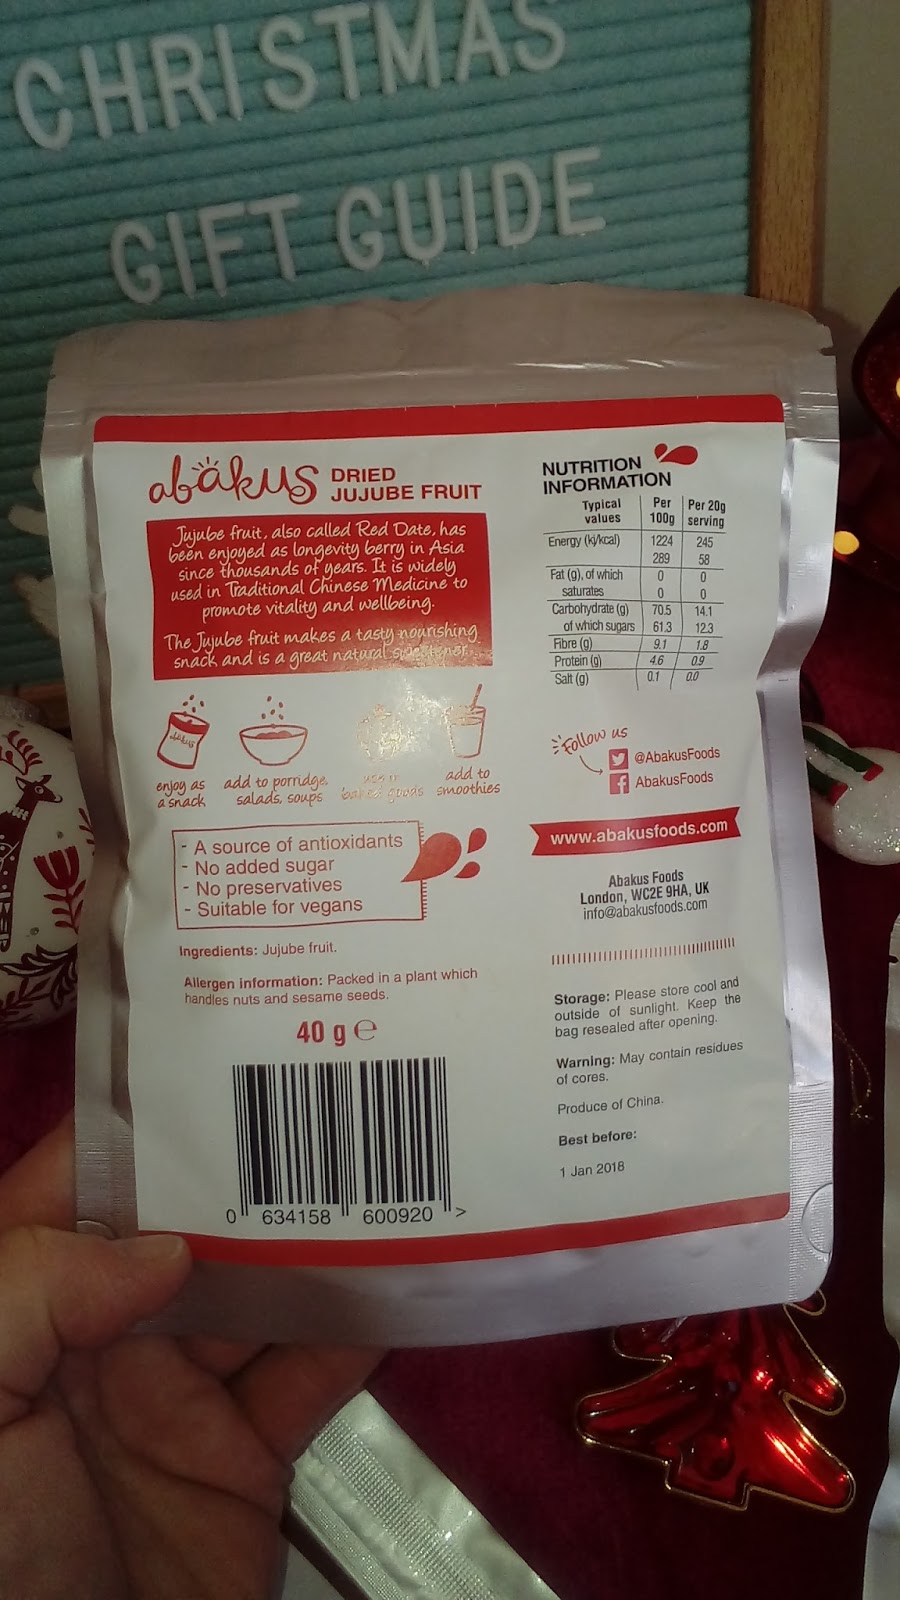 CHRISTMAS
GIFT GUIDE
abakus DRIED
JUJUBE FRUIT
Jujube fruit, also called Red Date, has
been enjoyed as longevity berry in Asia
since thousands of years. It is widely
used in Traditional Chinese Medicine to
promote vitality and wellbeing.
The Jujube fruit makes a tasty nourishing
snack and is a great natural sweetener.
abakus
enjoy as
a snack
add to porridge,
salads, soups
use in
baked goods
add to
smoothies
- A source of antioxidants
- No added sugar
- No preservatives
- Suitable for vegans
Ingredients: Jujube fruit.
Allergen information: Packed in a plant which
handles nuts and sesame seeds.
40 g ℮
0 634158 600920 >
NUTRITION
INFORMATION
Typical values Per 100g Per 20g serving
Energy (kj/kcal) 1224 245
289 58
Fat (g), of which 0 0
saturates 0 0
Carbohydrate (g) 70.5 14.1
of which sugars 61.3 12.3
Fibre (g) 9.1 1.8
Protein (g) 4.6 0.9
Salt (g) 0.1 0.0
Follow us
@AbakusFoods
AbakusFoods
www.abakusfoods.com
Abakus Foods
London, WC2E 9HA, UK
info@abakusfoods.com
Storage: Please store cool and
outside of sunlight. Keep the
bag resealed after opening.
Warning: May contain residues
of cores.
Produce of China.
Best before:
1 Jan 2018